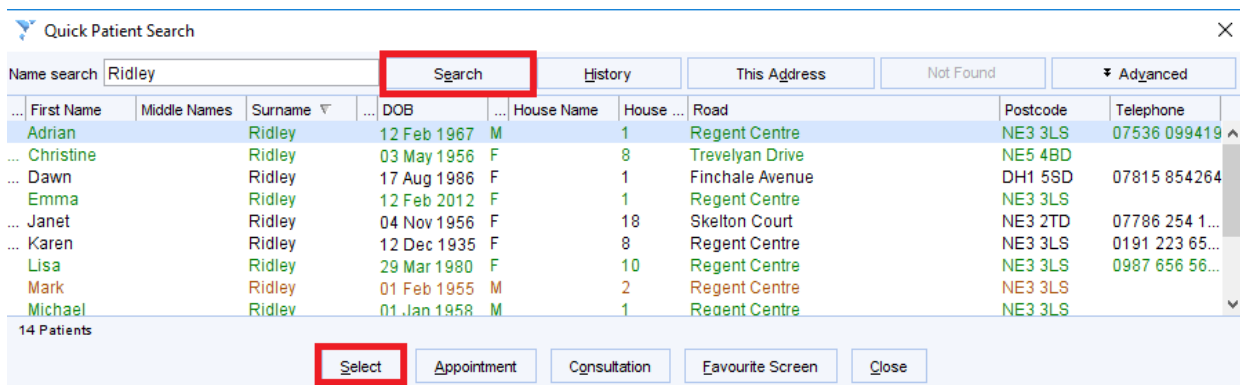 Quick Patient Search
Name search Ridley Search History This Address Not Found Advanced
... First Name Middle Names Surname ... DOB ... House Name House ... Road Postcode Telephone
Adrian Ridley 12 Feb 1967 M 1 Regent Centre NE3 3LS 07536 099419
... Christine Ridley 03 May 1956 F 8 Trevelyan Drive NE5 4BD
... Dawn Ridley 17 Aug 1986 F 1 Finchale Avenue DH1 5SD 07815 854264
Emma Ridley 12 Feb 2012 F 1 Regent Centre NE3 3LS
... Janet Ridley 04 Nov 1956 F 18 Skelton Court NE3 2TD 07786 254 1...
... Karen Ridley 12 Dec 1935 F 8 Regent Centre NE3 3LS 0191 223 65...
Lisa Ridley 29 Mar 1980 F 10 Regent Centre NE3 3LS 0987 656 56...
Mark Ridley 01 Feb 1955 M 2 Regent Centre NE3 3LS
Michael Ridley 01 Jan 1958 M 1 Regent Centre NE3 3LS
14 Patients
Select Appointment Consultation Favourite Screen Close